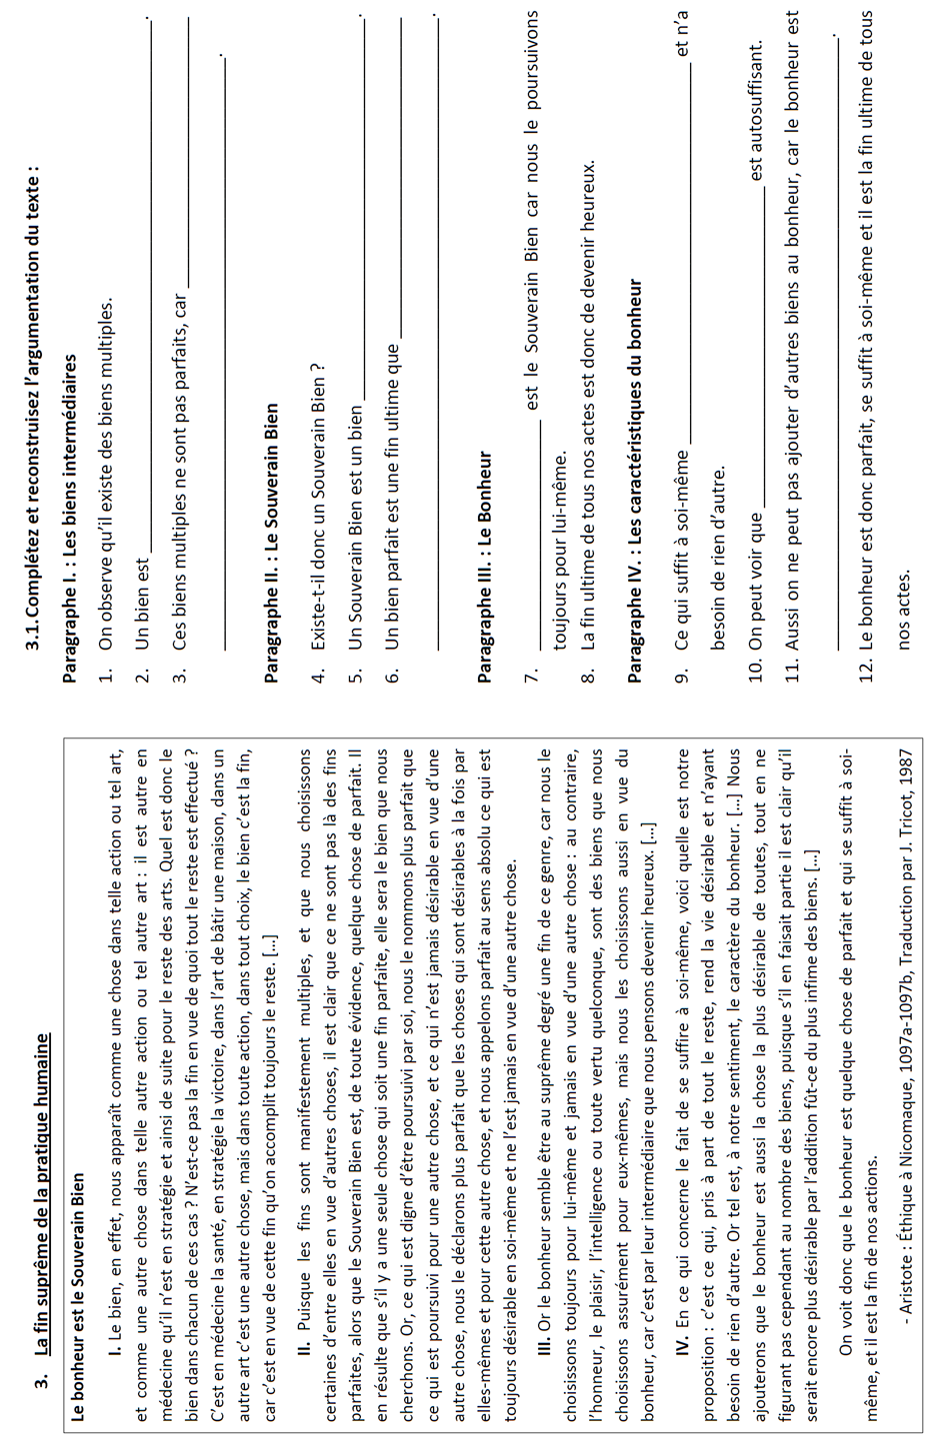 3. La fin suprême de la pratique humaine
Le bonheur est le Souverain Bien
I. Le bien, en effet, nous apparaît comme une chose dans telle action ou tel art,
et comme une autre chose dans telle autre action ou tel autre art : il est autre en
médecine qu'il n'est en stratégie et ainsi de suite pour le reste des arts. Quel est donc le
bien dans chacun de ces cas ? N'est-ce pas la fin en vue de quoi tout le reste est effectué ?
C'est en médecine la santé, en stratégie la victoire, dans l'art de bâtir une maison, dans un
autre art c'est une autre chose, mais dans toute action, dans tout choix, le bien c'est la fin,
car c'est en vue de cette fin qu'on accomplit toujours le reste. [...]
II. Puisque les fins sont manifestement multiples, et que nous choisissons
certaines d'entre elles en vue d'autres choses, il est clair que ce ne sont pas là des fins
parfaites, alors que le Souverain Bien est, de toute évidence, quelque chose de parfait. Il
en résulte que s'il y a une seule chose qui soit une fin parfaite, elle sera le bien que nous
cherchons. Or, ce qui est digne d'être poursuivi par soi, nous le nommons plus parfait que
ce qui est poursuivi pour une autre chose, et ce qui n'est jamais désirable en vue d'une
autre chose, nous le déclarons plus parfait que les choses qui sont désirables à la fois par
elles-mêmes et pour cette autre chose, et nous appelons parfait au sens absolu ce qui est
toujours désirable en soi-même et ne l'est jamais en vue d'une autre chose.
III. Or le bonheur semble être au suprême degré une fin de ce genre, car nous le
choisissons toujours pour lui-même et jamais en vue d'une autre chose : au contraire,
l'honneur, le plaisir, l'intelligence ou toute vertu quelconque, sont des biens que nous
choisissons assurément pour eux-mêmes, mais nous les choisissons aussi en vue du
bonheur, car c'est par leur intermédiaire que nous pensons devenir heureux. [...]
IV. En ce qui concerne le fait de se suffire à soi-même, voici quelle est notre
proposition : c'est ce qui, pris à part de tout le reste, rend la vie désirable et n'ayant
besoin de rien d'autre. Or tel est, à notre sentiment, le caractère du bonheur. [...] Nous
ajouterons que le bonheur est aussi la chose la plus désirable de toutes, tout en ne
figurant pas cependant au nombre des biens, puisque s'il en faisait partie il est clair qu'il
serait encore plus désirable par l'addition fût-ce du plus infime des biens. [...]
On voit donc que le bonheur est quelque chose de parfait et qui se suffit à soi-
même, et il est la fin de nos actions.
- Aristote : Éthique à Nicomaque, 1097a-1097b, Traduction par J. Tricot, 1987
3.1.Complétez et reconstruisez l'argumentation du texte :
Paragraphe I. : Les biens intermédiaires
1. On observe qu'il existe des biens multiples.
2. Un bien est ____.
3. Ces biens multiples ne sont pas parfaits, car ____
____.
Paragraphe II. : Le Souverain Bien
4. Existe-t-il donc un Souverain Bien ?
5. Un Souverain Bien est un bien ____.
6. Un bien parfait est une fin ultime que ____
____.
Paragraphe III. : Le Bonheur
7. ____ est le Souverain Bien car nous le poursuivons
toujours pour lui-même.
8. La fin ultime de tous nos actes est donc de devenir heureux.
Paragraphe IV. : Les caractéristiques du bonheur
9. Ce qui suffit à soi-même ____ et n'a
besoin de rien d'autre.
10. On peut voir que ____ est autosuffisant.
11. Aussi on ne peut pas ajouter d'autres biens au bonheur, car le bonheur est
____.
12. Le bonheur est donc parfait, se suffit à soi-même et il est la fin ultime de tous
nos actes.